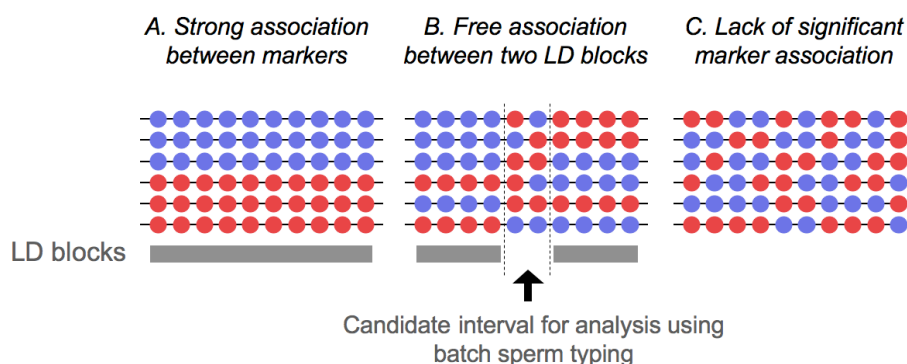 A. Strong association
between markers
B. Free association
between two LD blocks
C. Lack of significant
marker association
LD blocks
Candidate interval for analysis using
batch sperm typing